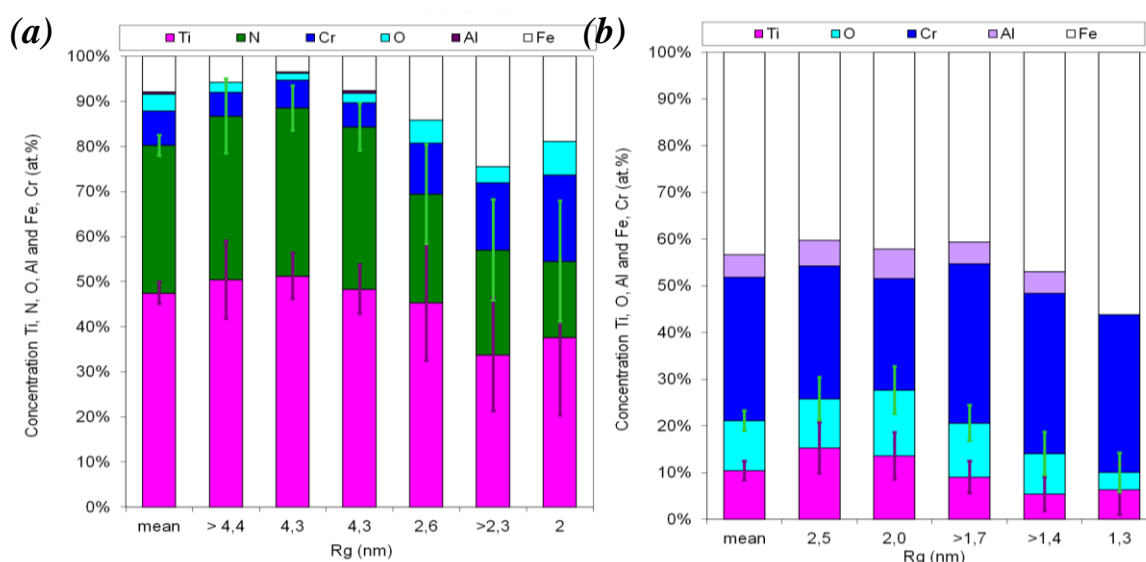 (a)
Ti N Cr O Al Fe
100%
90%
80%
70%
60%
50%
40%
30%
20%
10%
0%
Concentration Ti, N, O, Al and Fe, Cr (at.%)
mean > 4,4 4,3 4,3 2,6 >2,3 2
Rg (nm)
(b)
Ti O Cr Al Fe
100%
90%
80%
70%
60%
50%
40%
30%
20%
10%
0%
Concentration Ti, O, Al and Fe, Cr (at.%)
mean 2,5 2,0 >1,7 >1,4 1,3
Rg (nm)